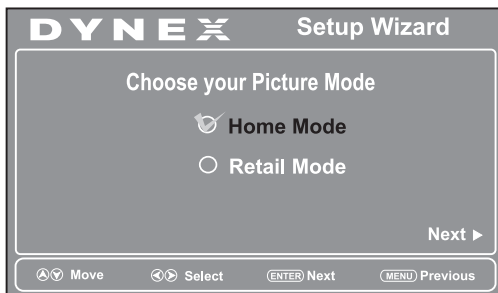 DYNEX Setup Wizard
Choose your Picture Mode
Home Mode
Retail Mode
Next
Move Select ENTER Next MENU Previous